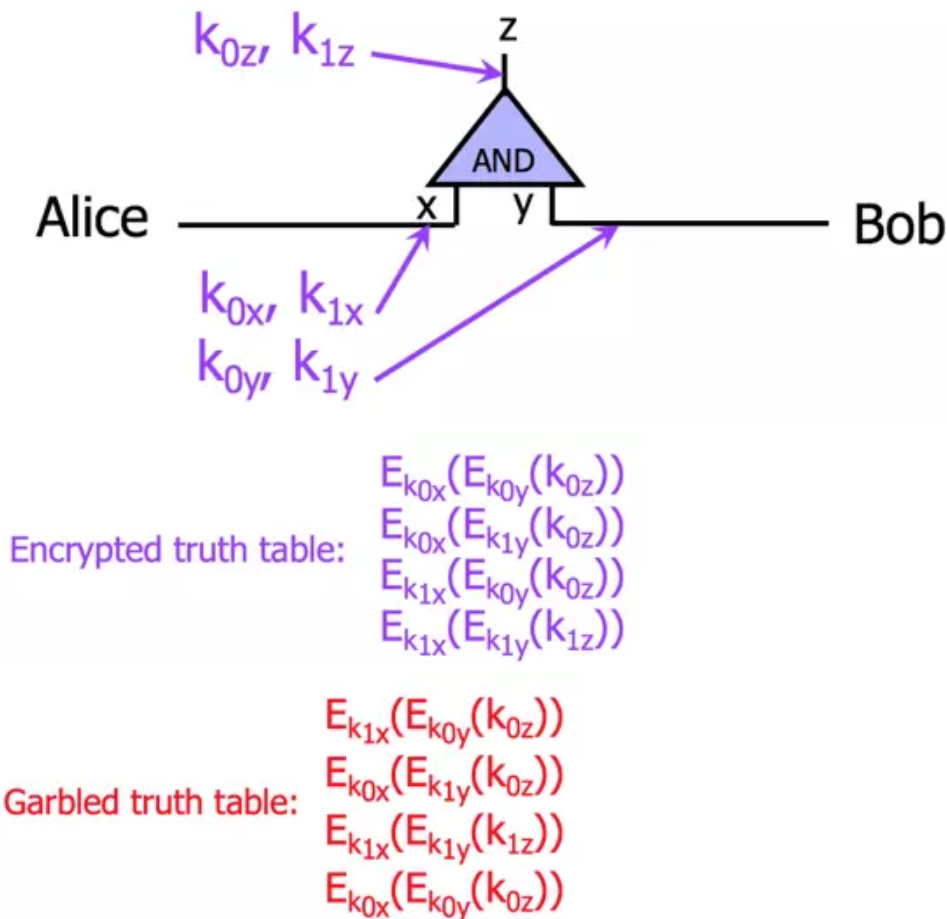 z
k₀z, k₁z
AND
Alice
x
y
Bob
k₀ₓ, k₁ₓ
k₀y, k₁y
Encrypted truth table:
Eₖ₀ₓ(Eₖ₀y(k₀z))
Eₖ₀ₓ(Eₖ₁y(k₀z))
Eₖ₁ₓ(Eₖ₀y(k₀z))
Eₖ₁ₓ(Eₖ₁y(k₁z))
Garbled truth table:
Eₖ₁ₓ(Eₖ₀y(k₀z))
Eₖ₀ₓ(Eₖ₁y(k₀z))
Eₖ₁ₓ(Eₖ₁y(k₁z))
Eₖ₀ₓ(Eₖ₀y(k₀z))